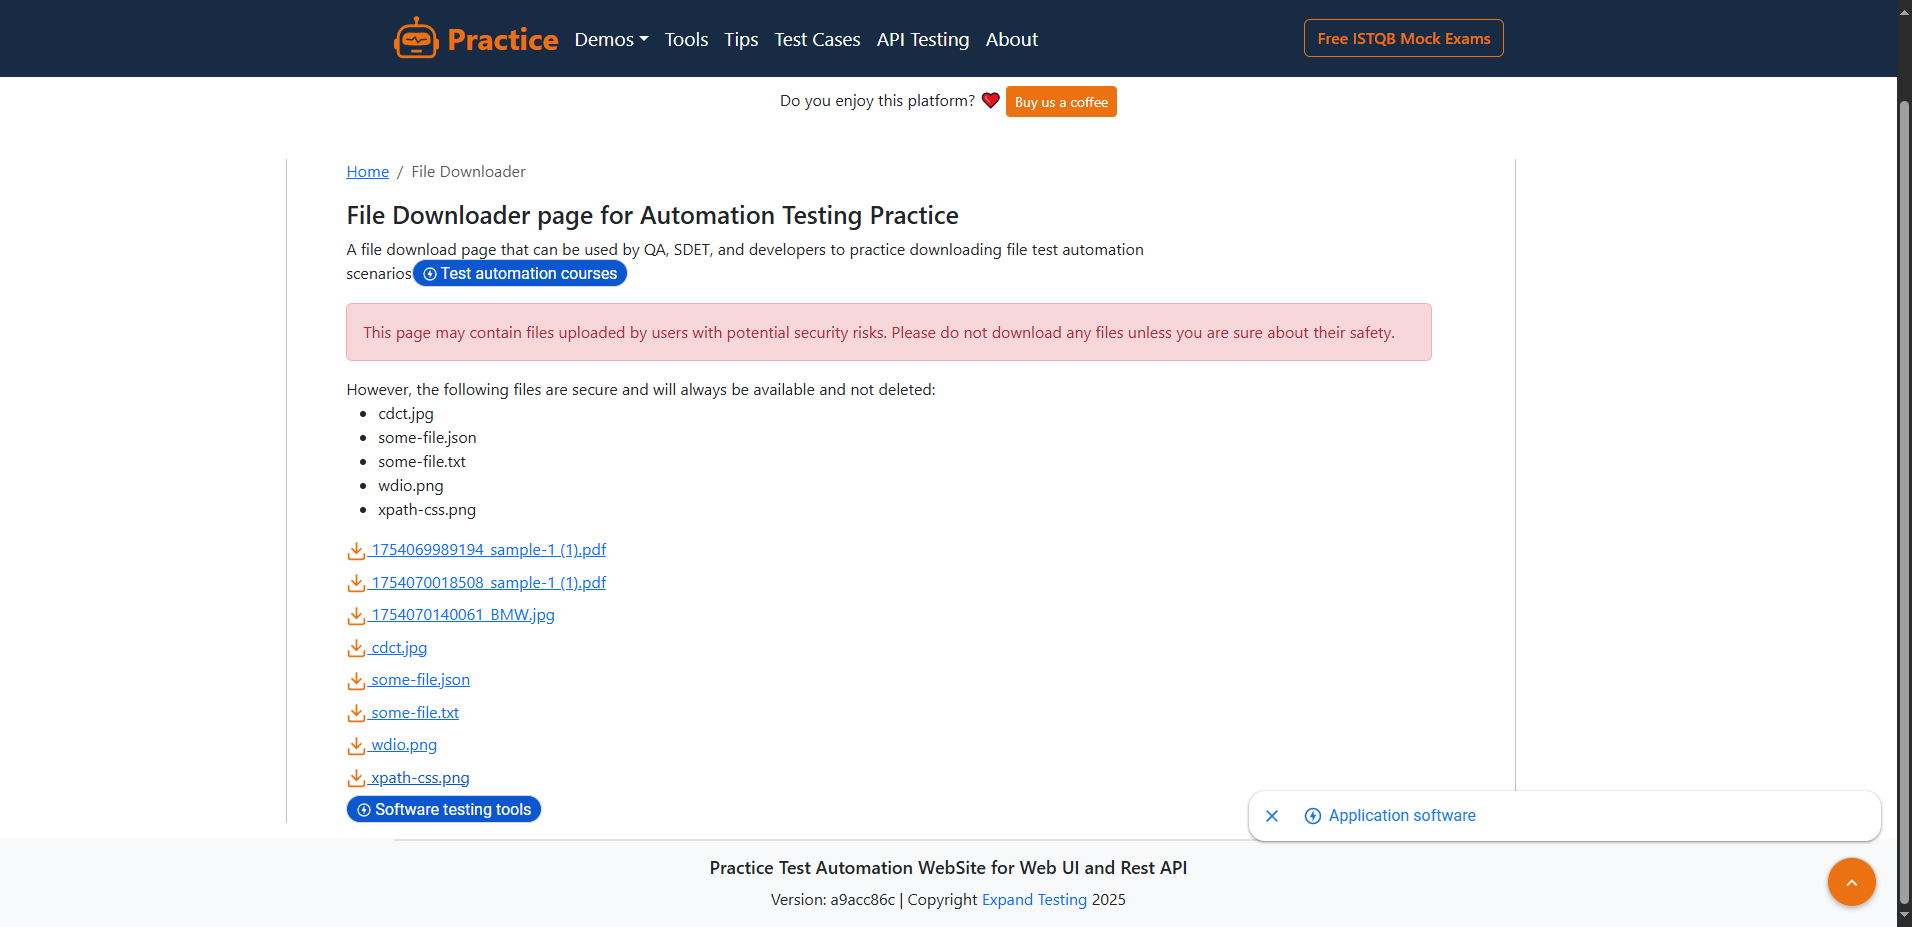 Practice Demos Tools Tips Test Cases API Testing About Free ISTQB Mock Exams
Do you enjoy this platform? Buy us a coffee
Home / File Downloader
File Downloader page for Automation Testing Practice
A file download page that can be used by QA, SDET, and developers to practice downloading file test automation
scenarios Test automation courses
This page may contain files uploaded by users with potential security risks. Please do not download any files unless you are sure about their safety.
However, the following files are secure and will always be available and not deleted:
cdct.jpg
some-file.json
some-file.txt
wdio.png
xpath-css.png
1754069989194_sample-1 (1).pdf
1754070018508_sample-1 (1).pdf
1754070140061_BMW.jpg
cdct.jpg
some-file.json
some-file.txt
wdio.png
xpath-css.png
Software testing tools
Application software
Practice Test Automation WebSite for Web UI and Rest API
Version: a9acc86c | Copyright Expand Testing 2025